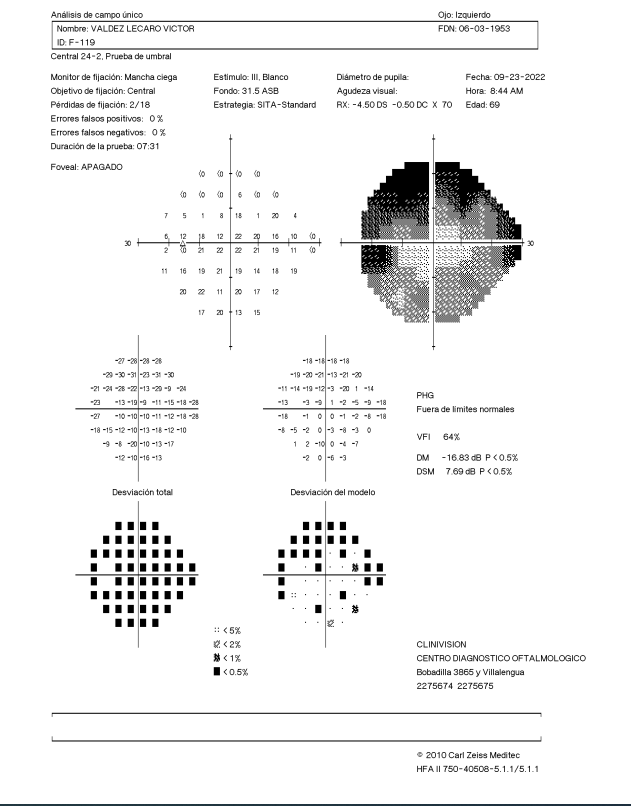 Análisis de campo único Ojo: Izquierdo
Nombre: VALDEZ LECARO VICTOR FDN: 06-03-1953
ID: F-119
Central 24-2, Prueba de umbral
Monitor de fijación: Mancha ciega Estímulo: III, Blanco Diámetro de pupila: Fecha: 09-23-2022
Objetivo de fijación: Central Fondo: 31.5 ASB Agudeza visual: Hora: 8:44 AM
Pérdidas de fijación: 2/18 Estrategia: SITA-Standard RX: -4.50 DS -0.50 DC X 70 Edad: 69
Errores falsos positivos: 0 %
Errores falsos negativos: 0 %
Duración de la prueba: 07:31
Foveal: APAGADO
<0 <0 <0 <0
<0 <0 <0 6 <0 <0
7 5 1 8 18 1 20 4
6 12 18 12 22 20 16 10 <0
30 30
2 <0 21 22 22 22 21 19 11 <0
11 16 19 21 19 14 18 19
20 22 11 20 17 12
17 20 13 15
-27 -28 -28 -28 -18 -18 -18 -18
-29 -30 -31 -23 -31 -30 -19 -20 -21 -13 -21 -20
-21 -24 -28 -22 -13 -29 -9 -24 -11 -14 -19 -12 -3 -20 1 -14
-23 -13 -19 -9 -11 -15 -18 -28 -13 -3 -9 1 -2 -5 -9 -18
-27 -10 -10 -10 -11 -12 -18 -28 -18 -1 0 0 -1 -2 -8 -18
-18 -15 -12 -10 -13 -18 -12 -10 -8 -5 -2 0 -3 -8 -3 0
-9 -8 -20 -10 -13 -17 1 2 -10 0 -4 -7
-12 -10 -16 -13 -2 0 -6 -3
PHG
Fuera de límites normales
VFI 64%
DM -16.83 dB P < 0.5%
DSM 7.69 dB P < 0.5%
Desviación total Desviación del modelo
< 5%
< 2%
< 1%
< 0.5%
CLINIVISION
CENTRO DIAGNOSTICO OFTALMOLOGICO
Bobadilla 3865 y Villalengua
2275674 2275675
© 2010 Carl Zeiss Meditec
HFA II 750-40508-5.1.1/5.1.1